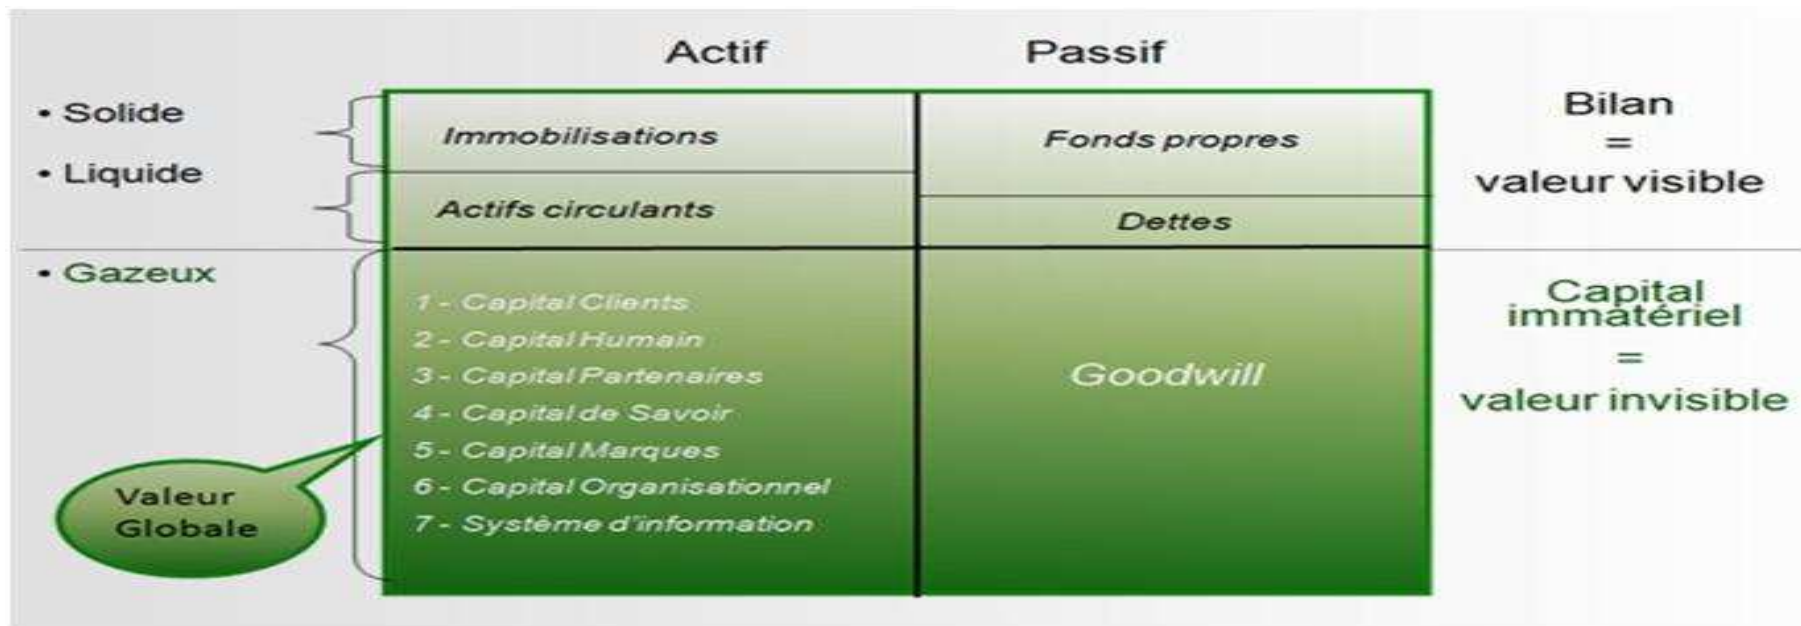 Actif Passif
• Solide
• Liquide
Immobilisations
Actifs circulants
Fonds propres
Dettes
Bilan
=
valeur visible
• Gazeux
1 - Capital Clients
2 - Capital Humain
3 - Capital Partenaires
4 - Capital de Savoir
5 - Capital Marques
6 - Capital Organisationnel
7 - Système d'information
Goodwill
Capital
immatériel
=
valeur invisible
Valeur
Globale